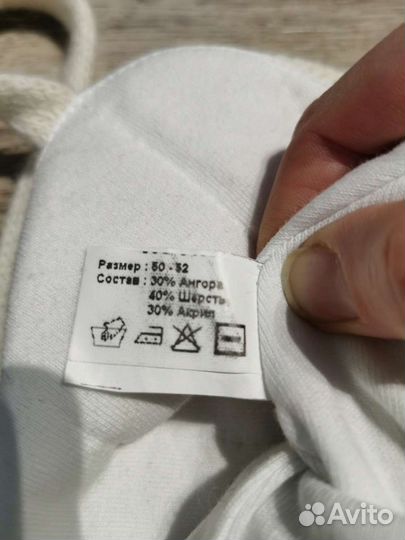 Размер : 50 - 52
Состав : 30% Ангора
40% Шерсть
30% Акрил
Avito